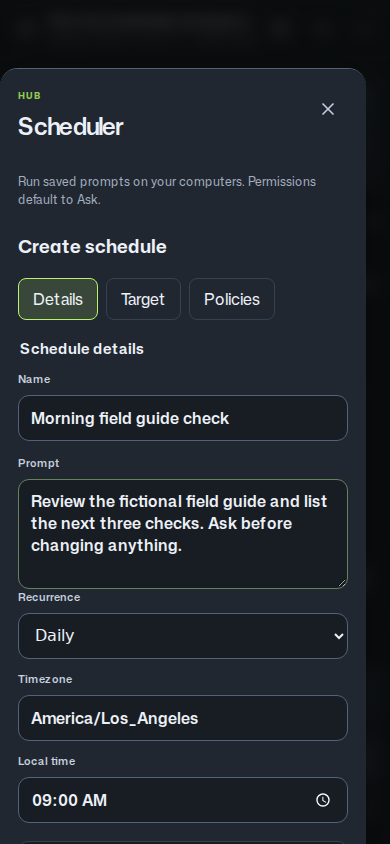 HUB
Scheduler
Run saved prompts on your computers. Permissions
default to Ask.
Create schedule
Details
Target
Policies
Schedule details
Name
Morning field guide check
Prompt
Review the fictional field guide and list
the next three checks. Ask before
changing anything.
Recurrence
Daily
Timezone
America/Los_Angeles
Local time
09:00 AM